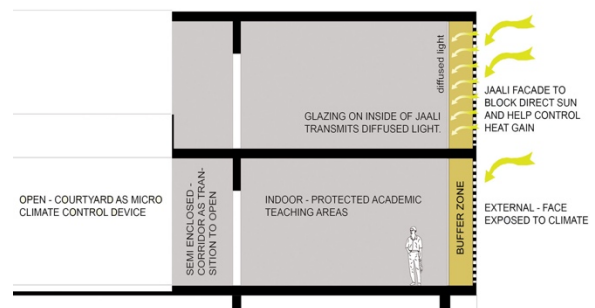 diffused light
GLAZING ON INSIDE OF JAALI
TRANSMITS DIFFUSED LIGHT.
JAALI FACADE TO
BLOCK DIRECT SUN
AND HELP CONTROL
HEAT GAIN
OPEN - COURTYARD AS MICRO
CLIMATE CONTROL DEVICE
SEMI ENCLOSED -
CORRIDOR AS TRAN-
SITION TO OPEN
INDOOR - PROTECTED ACADEMIC
TEACHING AREAS
BUFFER ZONE
EXTERNAL - FACE
EXPOSED TO CLIMATE